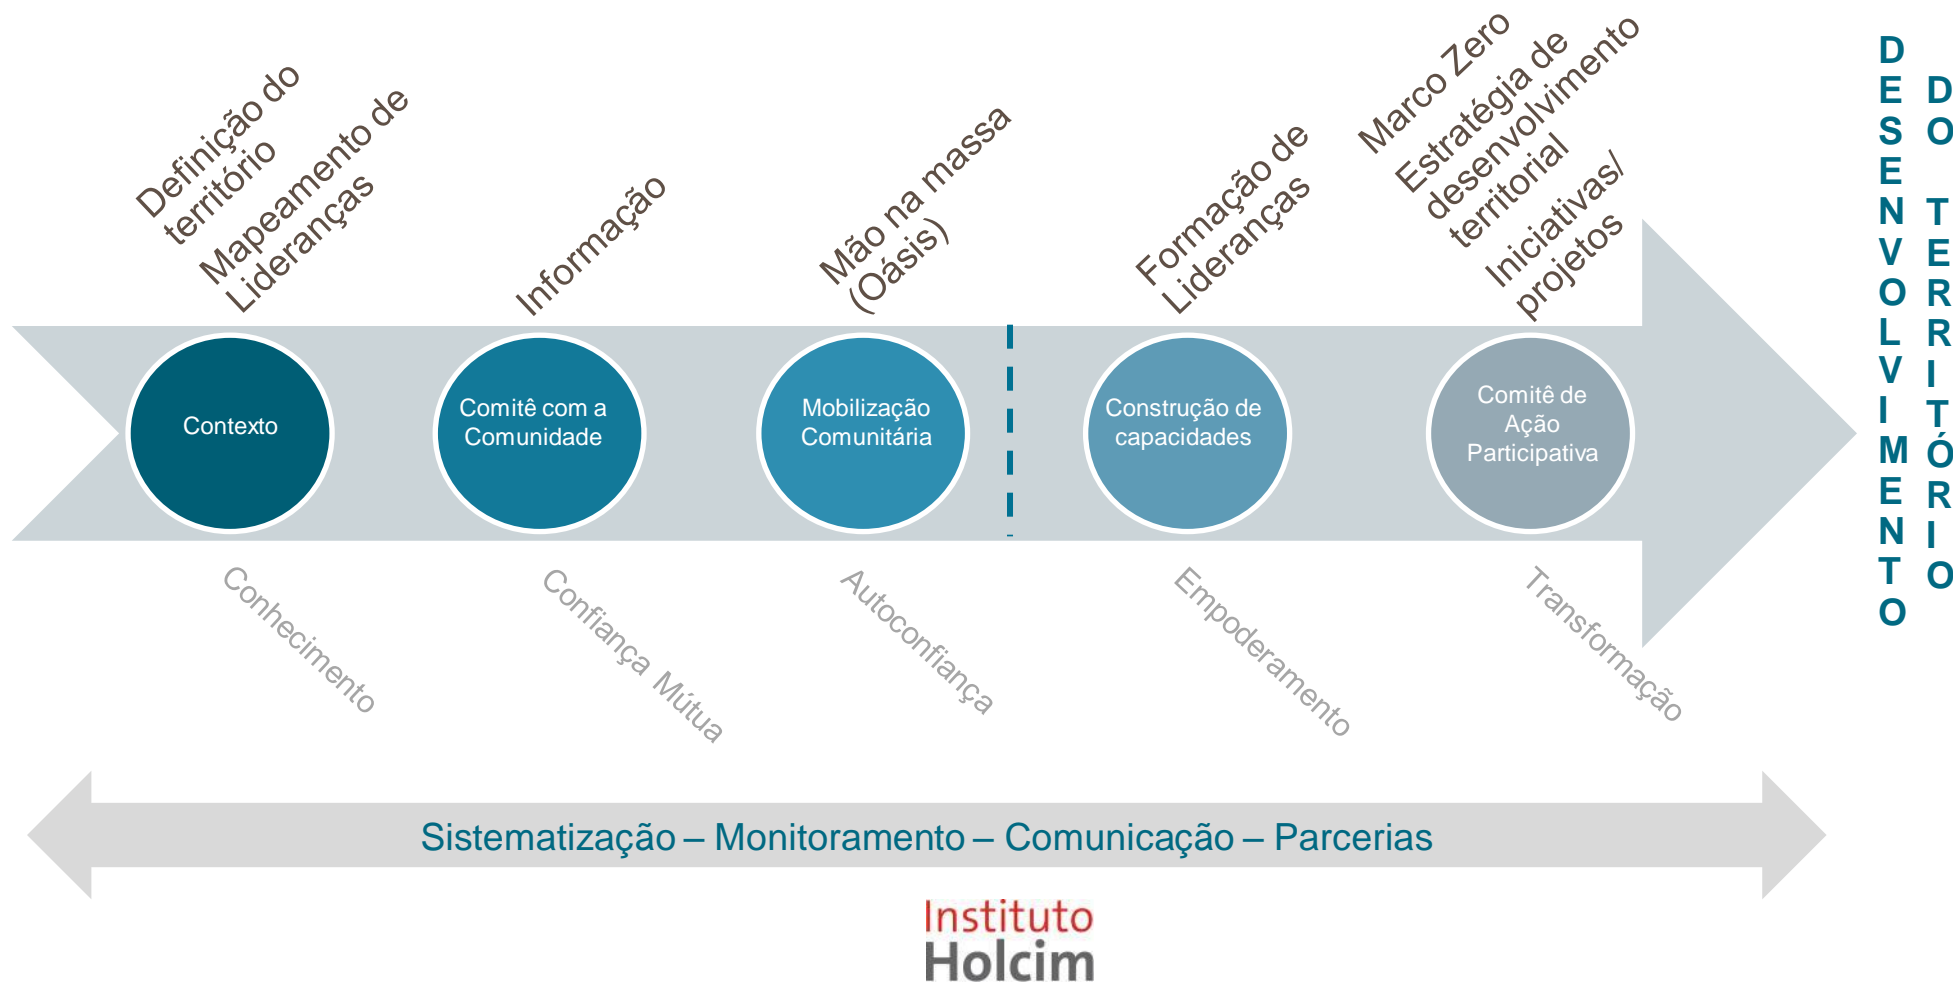 Definição do
território
Mapeamento de
Lideranças
Informação
Mão na massa
(Oásis)
Formação de
Lideranças
Marco Zero
Estratégia de
desenvolvimento
territorial
Iniciativas/
projetos
Contexto
Comitê com a
Comunidade
Mobilização
Comunitária
Construção de
capacidades
Comitê de
Ação
Participativa
Conhecimento
Confiança Mútua
Autoconfiança
Empoderamento
Transformação
DESENVOLVIMENTO
DO TERRITÓRIO
Sistematização – Monitoramento – Comunicação – Parcerias
Instituto
Holcim